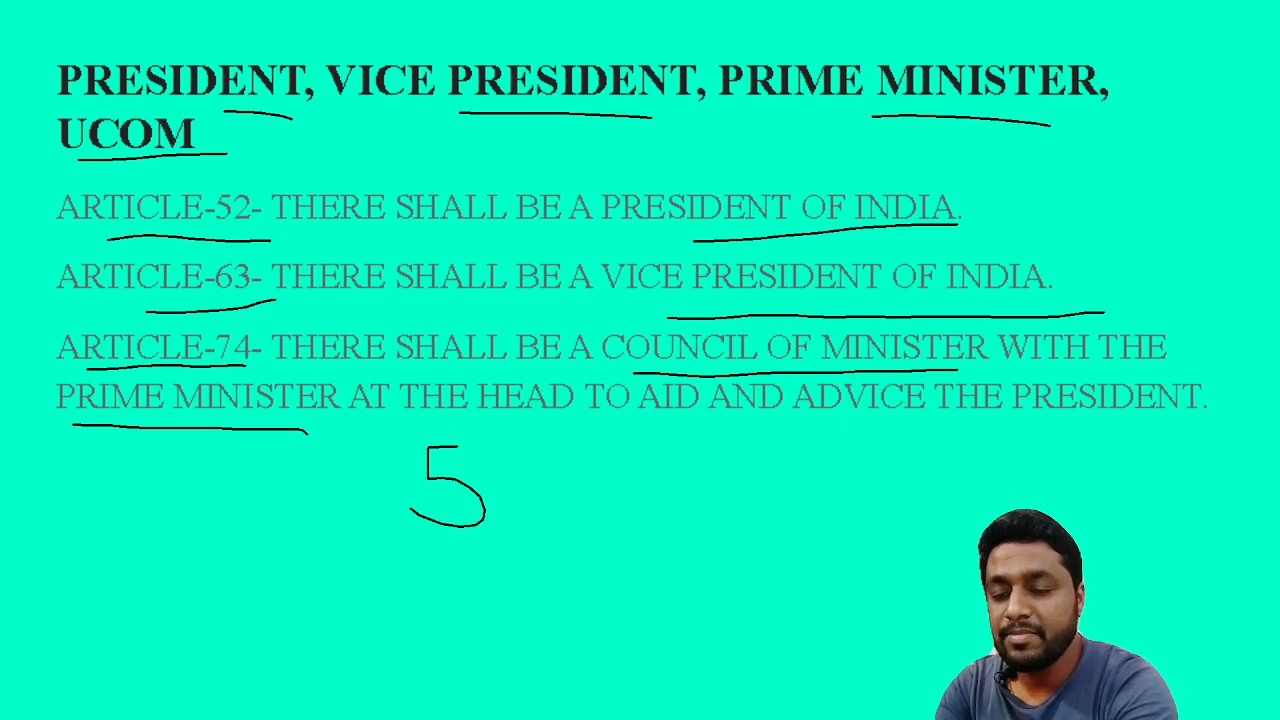 PRESIDENT, VICE PRESIDENT, PRIME MINISTER,
UCOM
ARTICLE-52- THERE SHALL BE A PRESIDENT OF INDIA.
ARTICLE-63- THERE SHALL BE A VICE PRESIDENT OF INDIA.
ARTICLE-74- THERE SHALL BE A COUNCIL OF MINISTER WITH THE
PRIME MINISTER AT THE HEAD TO AID AND ADVICE THE PRESIDENT.
5